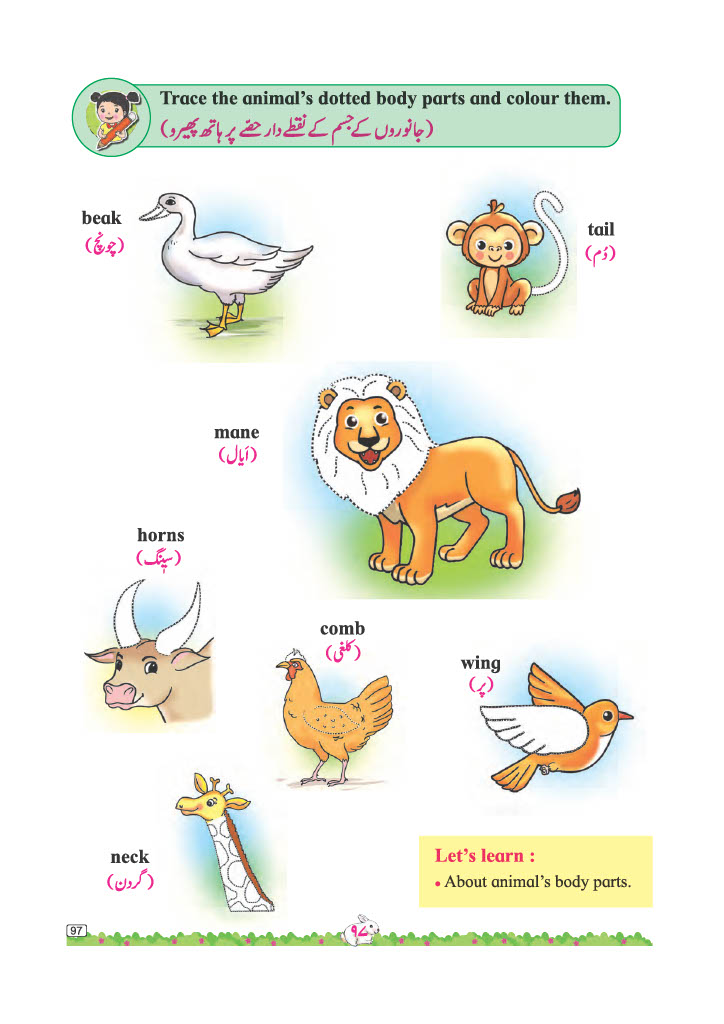 Trace the animal's dotted body parts and colour them.
(جانوروں کے جسم کے نقطے دار حصّے پر ہاتھ پھیرو)
beak
(چونچ)
tail
(دُم)
mane
(اَیال)
horns
(سینگ)
comb
(کلغی)
wing
(پر)
neck
(گردن)
Let's learn :
• About animal's body parts.
97
۹۷